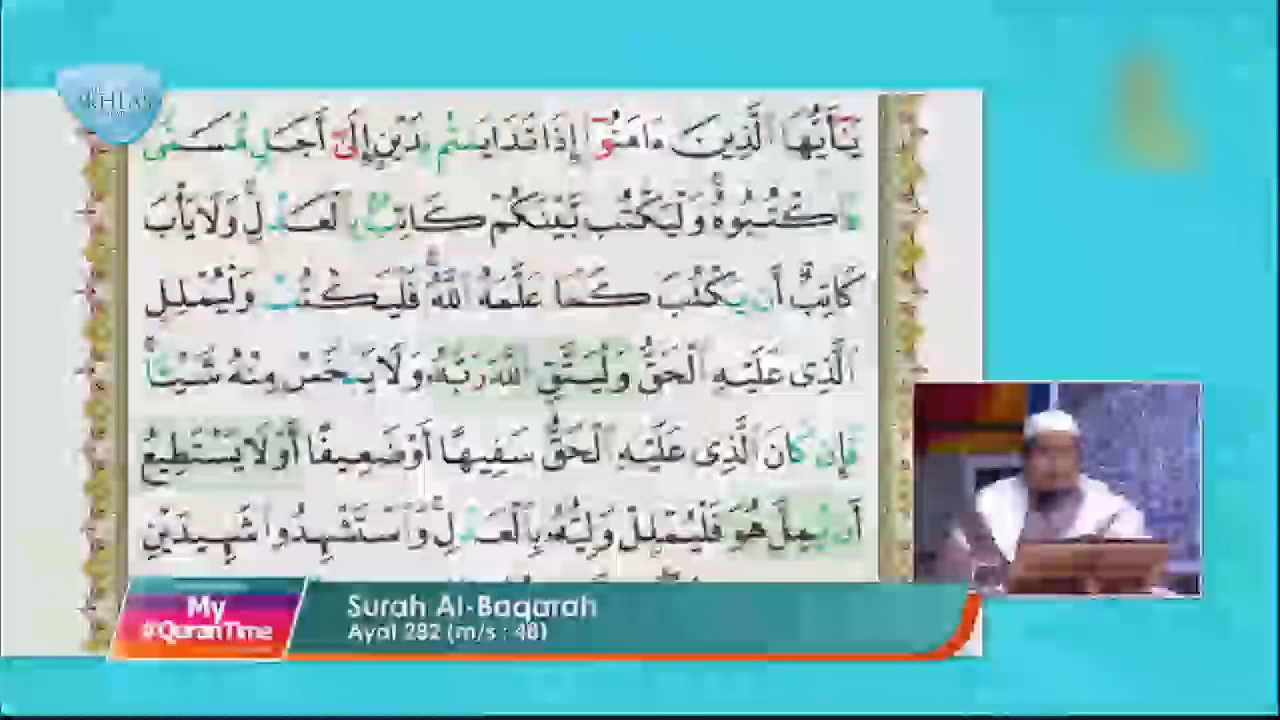 يَٰٓأَيُّهَا ٱلَّذِينَ ءَامَنُوٓا۟ إِذَا تَدَايَنتُم بِدَيْنٍ إِلَىٰٓ أَجَلٍ مُّسَمًّى
فَٱكْتُبُوهُ ۚ وَلْيَكْتُب بَّيْنَكُمْ كَاتِبٌۢ بِٱلْعَدْلِ ۚ وَلَا يَأْبَ
كَاتِبٌ أَن يَكْتُبَ كَمَا عَلَّمَهُ ٱللَّهُ ۚ فَلْيَكْتُبْ وَلْيُمْلِلِ
ٱلَّذِى عَلَيْهِ ٱلْحَقُّ وَلْيَتَّقِ ٱللَّهَ رَبَّهُۥ وَلَا يَبْخَسْ مِنْهُ شَيْـًٔا ۚ
فَإِن كَانَ ٱلَّذِى عَلَيْهِ ٱلْحَقُّ سَفِيهًا أَوْ ضَعِيفًا أَوْ لَا يَسْتَطِيعُ
أَن يُمِلَّ هُوَ فَلْيُمْلِلْ وَلِيُّهُۥ بِٱلْعَدْلِ ۚ وَٱسْتَشْهِدُوا۟ شَهِيدَيْنِ
My
#QuranTime
Surah Al-Baqarah
Ayat 282 (m/s : 48)